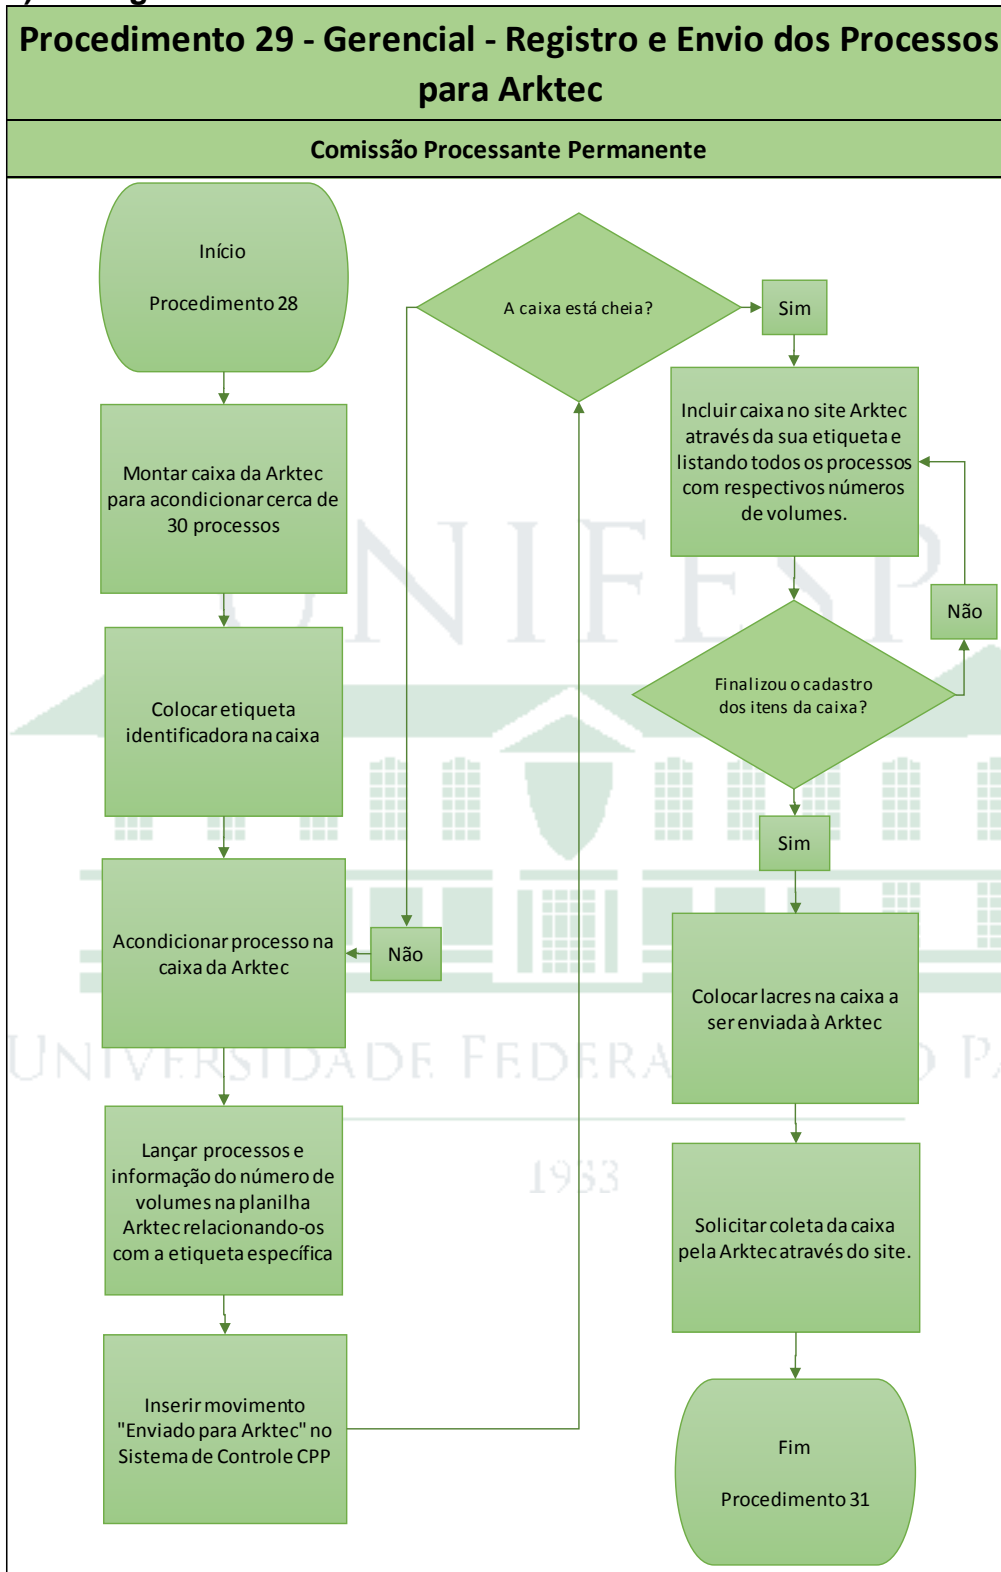 Procedimento 29 - Gerencial - Registro e Envio dos Processos
para Arktec
Comissão Processante Permanente
Início
Procedimento 28
Montar caixa da Arktec
para acondicionar cerca de
30 processos
Colocar etiqueta
identificadora na caixa
Acondicionar processo na
caixa da Arktec
Não
Lançar processos e
informação do número de
volumes na planilha
Arktec relacionando-os
com a etiqueta específica
Inserir movimento
"Enviado para Arktec" no
Sistema de Controle CPP
A caixa está cheia?
Sim
Incluir caixa no site Arktec
através da sua etiqueta e
listando todos os processos
com respectivos números
de volumes.
Não
Finalizou o cadastro
dos itens da caixa?
Sim
Colocar lacres na caixa a
ser enviada à Arktec
Solicitar coleta da caixa
pela Arktec através do site.
Fim
Procedimento 31
UNIFESP
UNIVERSIDADE FEDERA
1933